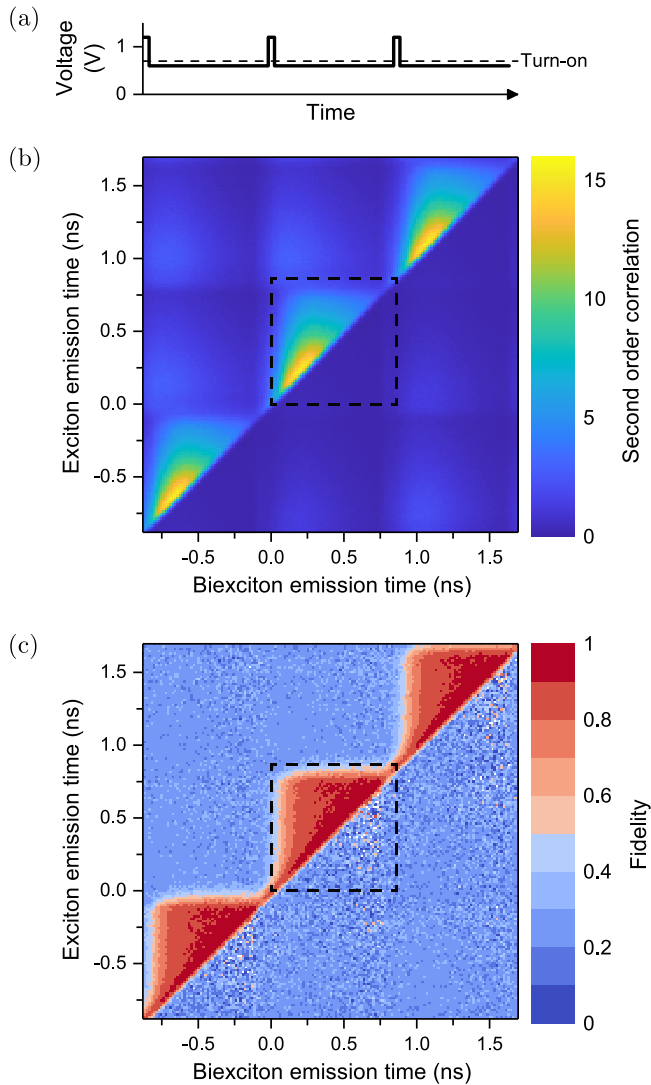 (a)
Voltage
(V)
1
0
Turn-on
Time
(b)
Exciton emission time (ns)
1.5
1.0
0.5
0.0
-0.5
-0.5 0.0 0.5 1.0 1.5
Biexciton emission time (ns)
15
10
5
0
Second order correlation
(c)
Exciton emission time (ns)
1.5
1.0
0.5
0.0
-0.5
-0.5 0.0 0.5 1.0 1.5
Biexciton emission time (ns)
1
0.8
0.6
0.4
0.2
0
Fidelity